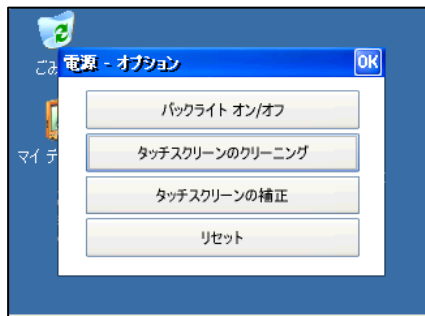 ごみ
電源 - オプション
OK
バックライト オン/オフ
マイ デ
タッチスクリーンのクリーニング
タッチスクリーンの補正
リセット